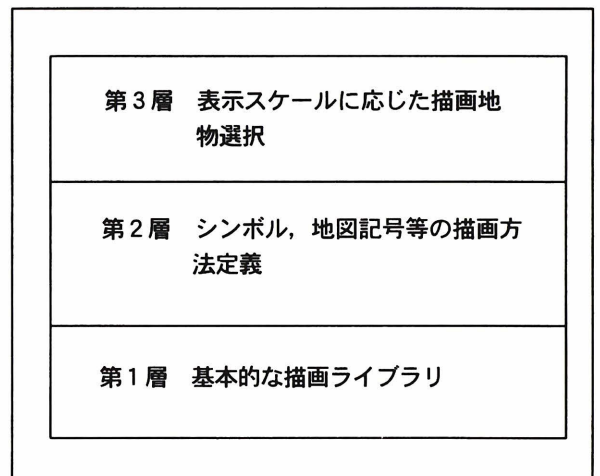 第3層 表示スケールに応じた描画地
物選択
第2層 シンボル，地図記号等の描画方
法定義
第1層 基本的な描画ライブラリ